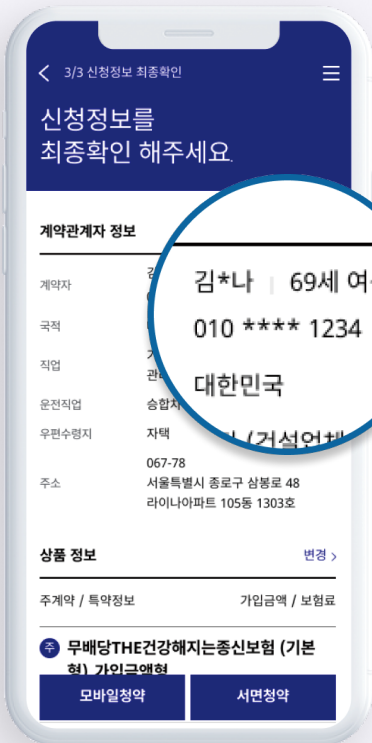 3/3 신청정보 최종확인
신청정보를
최종확인 해주세요.
계약관계자 정보
계약자
김*나 69세
010 **** 1234
국적
대한민국
직업
(건설업체
운전직업 승합차
우편수령지 자택
067-78
주소 서울특별시 종로구 삼봉로 48
라이나아파트 105동 1303호
상품 정보 변경 >
주계약 / 특약정보 가입금액 / 보험료
주 무배당THE건강해지는종신보험 (기본
형) 가입금액형
모바일청약 서면청약